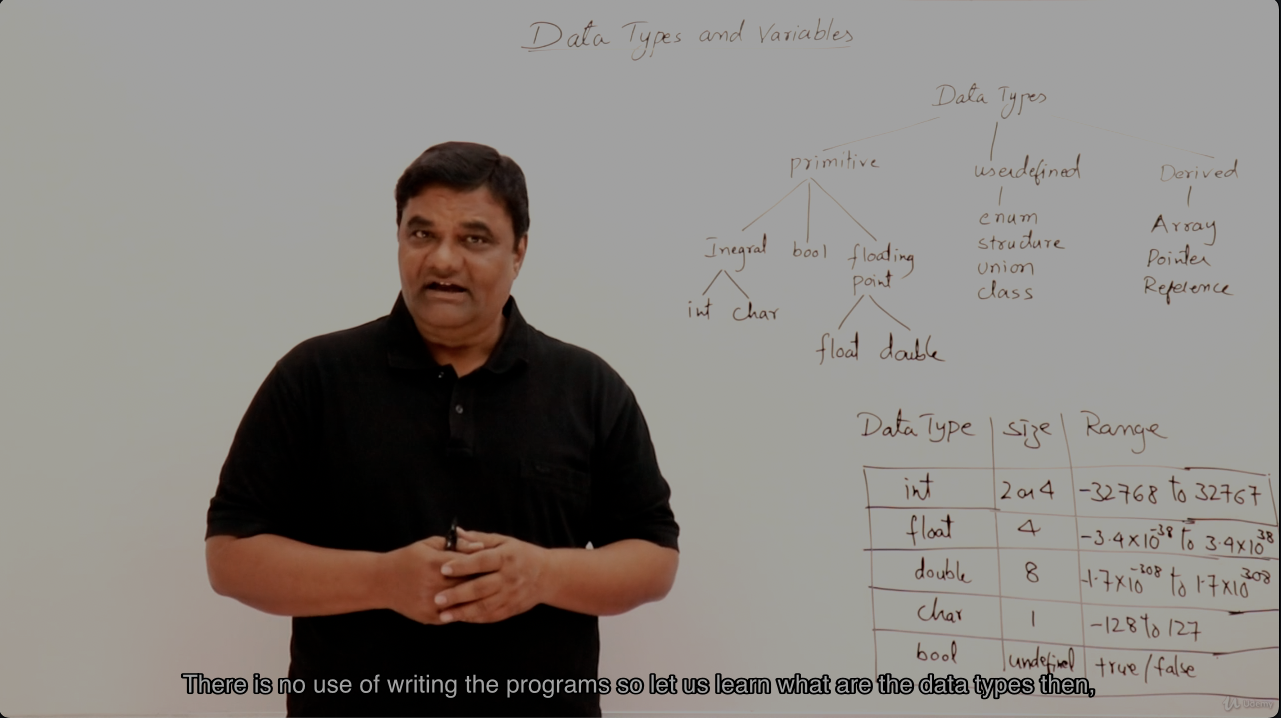 Data Types and Variables
Data Types
primitive userdefined Derived
Inegral bool floating point
int char
float double
enum
structure
union
class
Array
Pointer
Reference
Data Type size Range
int 2 or 4 -32768 to 32767
float 4 -3.4×10^-38 to 3.4×10^38
double 8 -1.7×10^-308 to 1.7×10^308
char 1 -128 to 127
bool undefined true/false
There is no use of writing the programs so let us learn what are the data types then,
Udemy